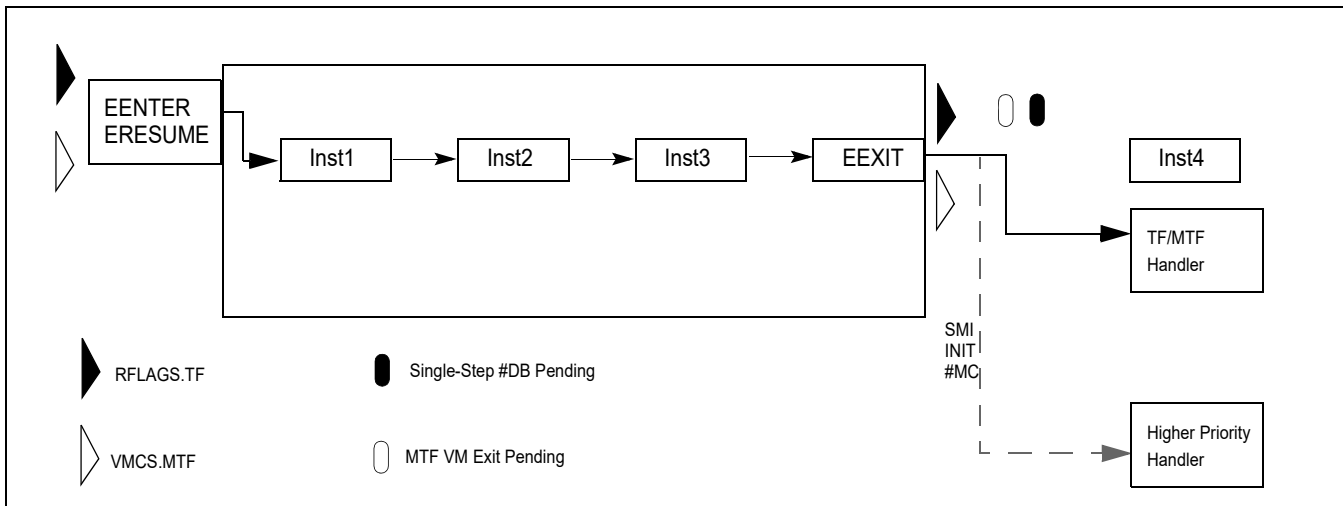 EENTER
ERESUME
Inst1
Inst2
Inst3
EEXIT
Inst4
TF/MTF
Handler
SMI
INIT
#MC
RFLAGS.TF
Single-Step #DB Pending
VMCS.MTF
MTF VM Exit Pending
Higher Priority
Handler